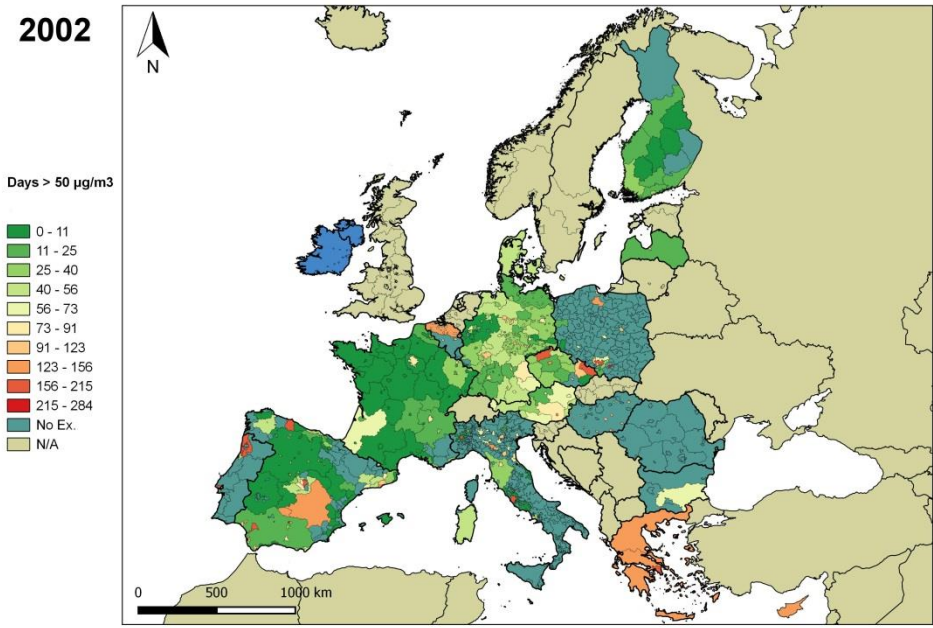 2002
N
Days > 50 µg/m3
0 - 11
11 - 25
25 - 40
40 - 56
56 - 73
73 - 91
91 - 123
123 - 156
156 - 215
215 - 284
No Ex.
N/A
0 500 1000 km